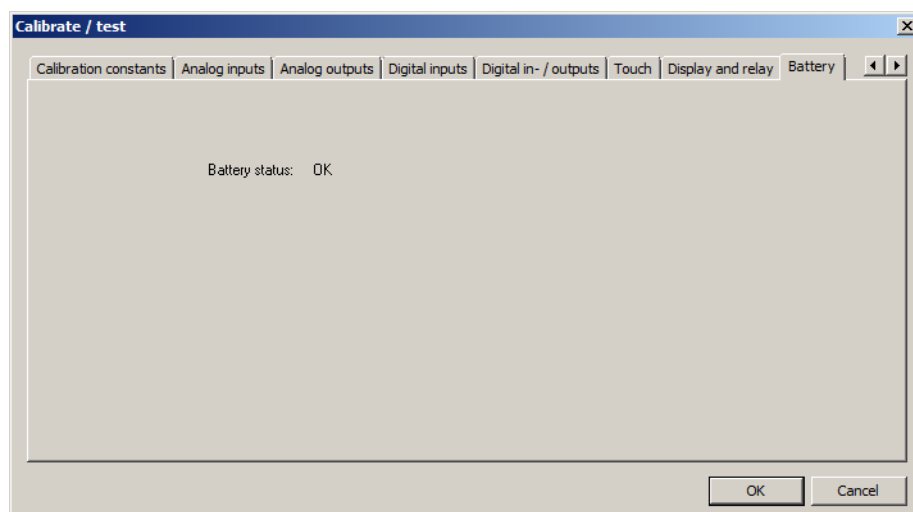 Calibrate / test
Calibration constants Analog inputs Analog outputs Digital inputs Digital in- / outputs Touch Display and relay Battery
Battery status: OK
OK Cancel